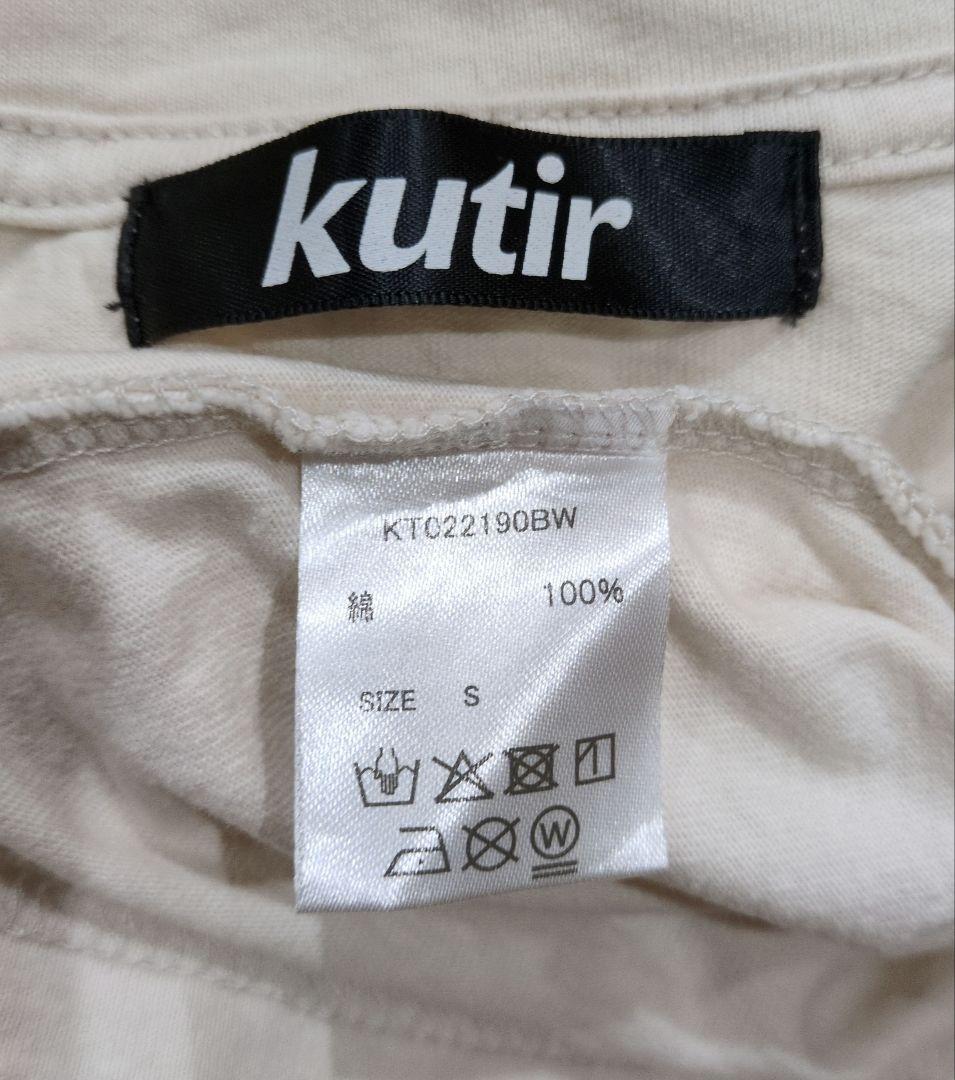 kutir
KTC22190BW
綿 100%
SIZE S
W